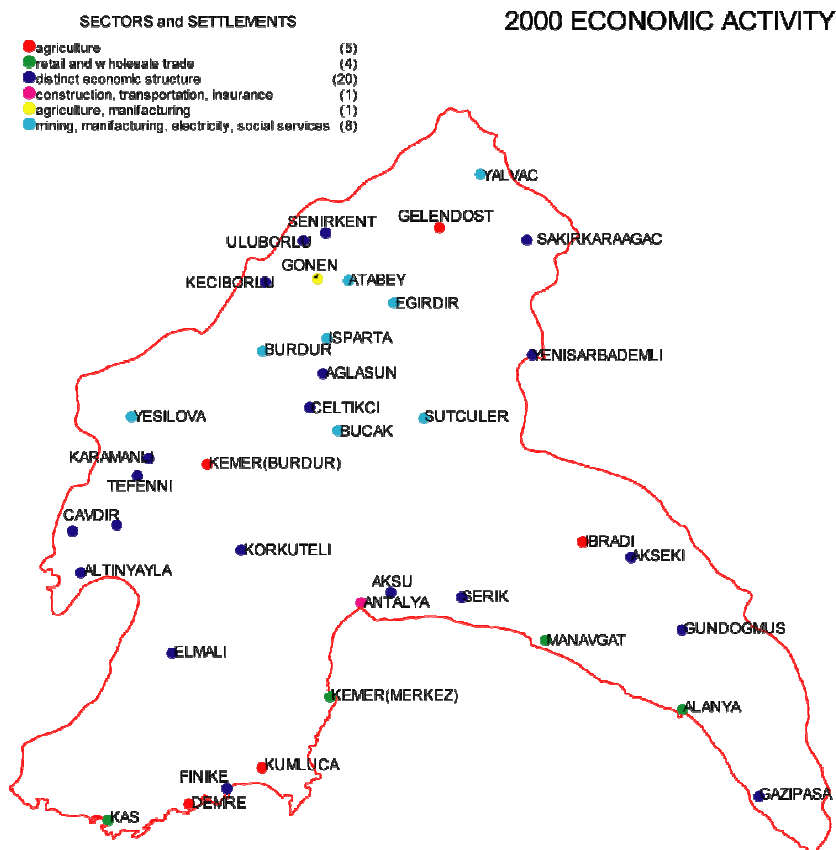 2000 ECONOMIC ACTIVITY
SECTORS and SETTLEMENTS
agriculture (5)
retail and wholesale trade (4)
distinct economic structure (20)
construction, transportation, insurance (1)
agriculture, manifacturing (1)
mining, manifacturing, electricity, social services (8)
YALVAC
GELENDOST
SENIRKENT
ULUBORLU
SAKIRKARAAGAC
GONEN
KECIBORLU
ATABEY
EGIRDIR
ISPARTA
BURDUR
YENISARBADEMLI
AGLASUN
CELTIKCI
YESILOVA
SUTCULER
BUCAK
KARAMANLI
KEMER(BURDUR)
TEFENNI
CAVDIR
IBRADI
KORKUTELI
AKSEKI
ALTINYAYLA
AKSU
SERIK
ANTALYA
GUNDOGMUS
MANAVGAT
ELMALI
KEMER(MERKEZ)
ALANYA
KUMLUCA
FINIKE
GAZIPASA
DEMRE
KAS